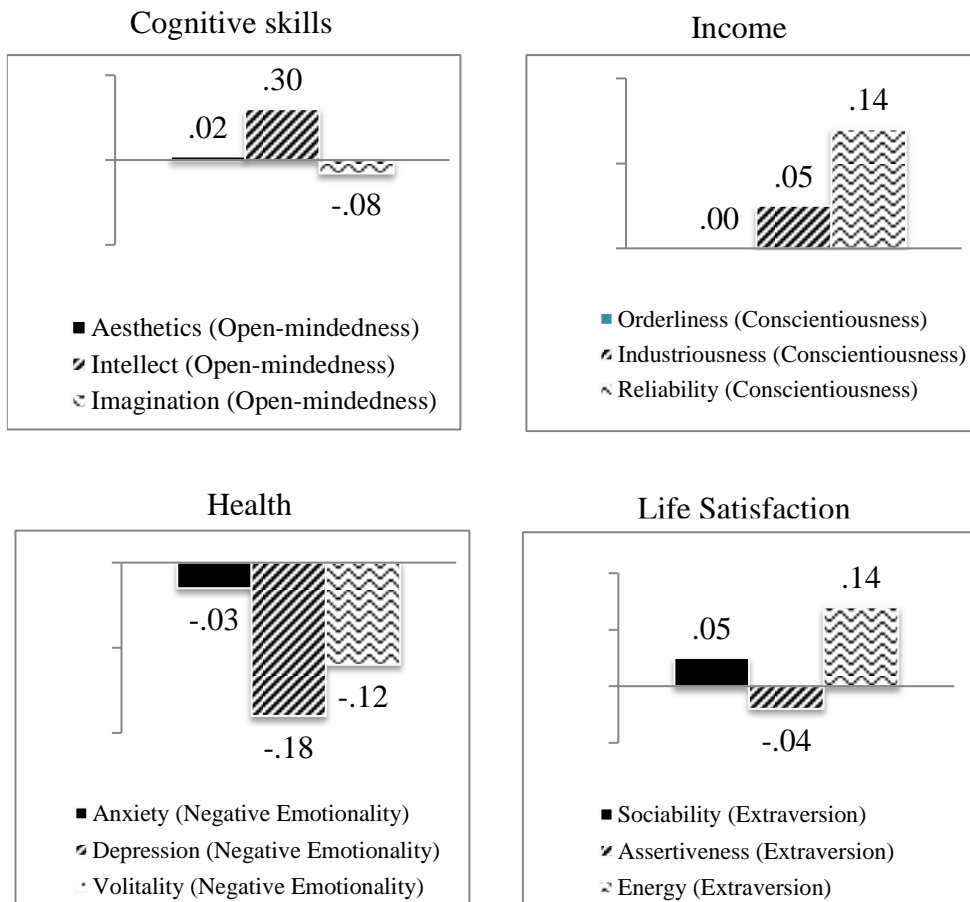 Cognitive skills
.30
.02
-.08
■ Aesthetics (Open-mindedness)
Intellect (Open-mindedness)
Imagination (Open-mindedness)
Income
.14
.05
.00
■ Orderliness (Conscientiousness)
Industriousness (Conscientiousness)
Reliability (Conscientiousness)
Health
-.03
-.12
-.18
■ Anxiety (Negative Emotionality)
Depression (Negative Emotionality)
Volitality (Negative Emotionality)
Life Satisfaction
.14
.05
-.04
■ Sociability (Extraversion)
Assertiveness (Extraversion)
Energy (Extraversion)